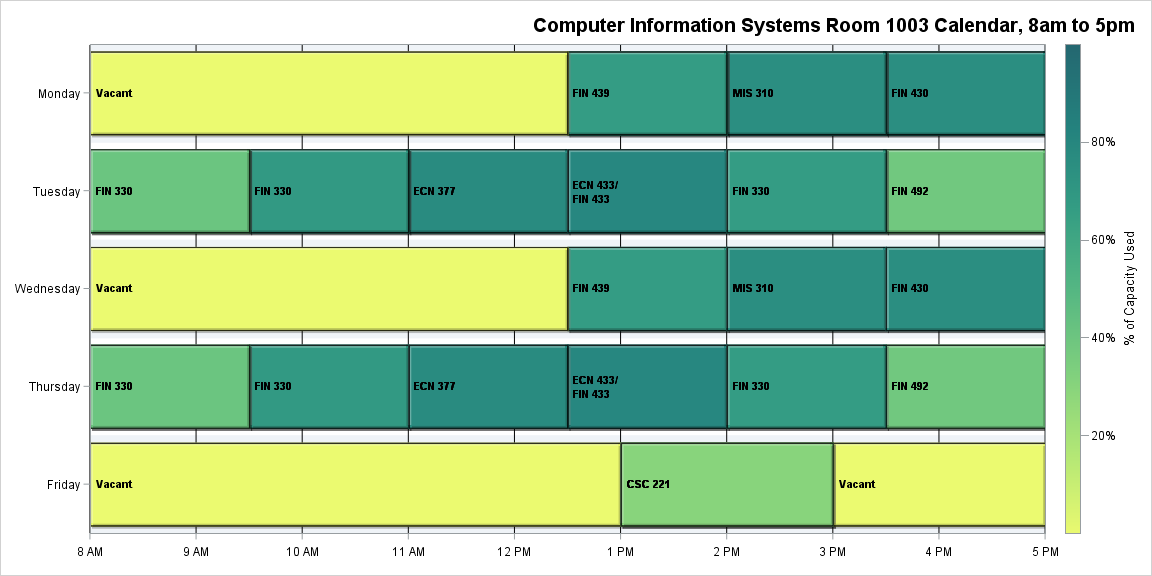 Computer Information Systems Room 1003 Calendar, 8am to 5pm
Monday
Vacant
FIN 439
MIS 310
FIN 430
Tuesday
FIN 330
FIN 330
ECN 377
ECN 433/
FIN 433
FIN 330
FIN 492
Wednesday
Vacant
FIN 439
MIS 310
FIN 430
Thursday
FIN 330
FIN 330
ECN 377
ECN 433/
FIN 433
FIN 330
FIN 492
Friday
Vacant
CSC 221
Vacant
8 AM
9 AM
10 AM
11 AM
12 PM
1 PM
2 PM
3 PM
4 PM
5 PM
80%
60%
40%
20%
% of Capacity Used